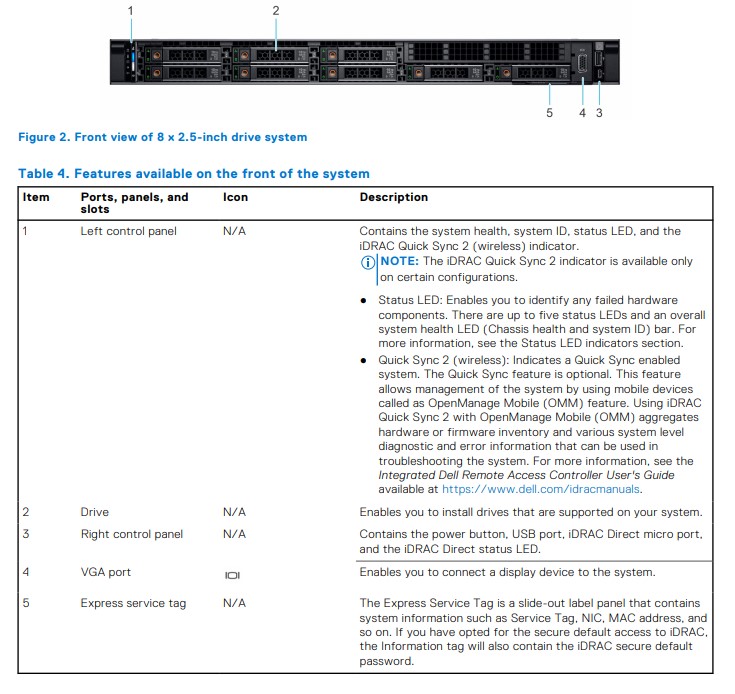 1
2
5
4
3
Figure 2. Front view of 8 x 2.5-inch drive system
Table 4. Features available on the front of the system
Item Ports, panels, and slots Icon Description
1 Left control panel N/A Contains the system health, system ID, status LED, and the
iDRAC Quick Sync 2 (wireless) indicator.
NOTE: The iDRAC Quick Sync 2 indicator is available only
on certain configurations.
● Status LED: Enables you to identify any failed hardware
components. There are up to five status LEDs and an overall
system health LED (Chassis health and system ID) bar. For
more information, see the Status LED indicators section.
● Quick Sync 2 (wireless): Indicates a Quick Sync enabled
system. The Quick Sync feature is optional. This feature
allows management of the system by using mobile devices
called as OpenManage Mobile (OMM) feature. Using iDRAC
Quick Sync 2 with OpenManage Mobile (OMM) aggregates
hardware or firmware inventory and various system level
diagnostic and error information that can be used in
troubleshooting the system. For more information, see the
Integrated Dell Remote Access Controller User's Guide
available at https://www.dell.com/idracmanuals.
2 Drive N/A Enables you to install drives that are supported on your system.
3 Right control panel N/A Contains the power button, USB port, iDRAC Direct micro port,
and the iDRAC Direct status LED.
4 VGA port Enables you to connect a display device to the system.
5 Express service tag N/A The Express Service Tag is a slide-out label panel that contains
system information such as Service Tag, NIC, MAC address, and
so on. If you have opted for the secure default access to iDRAC,
the Information tag will also contain the iDRAC secure default
password.